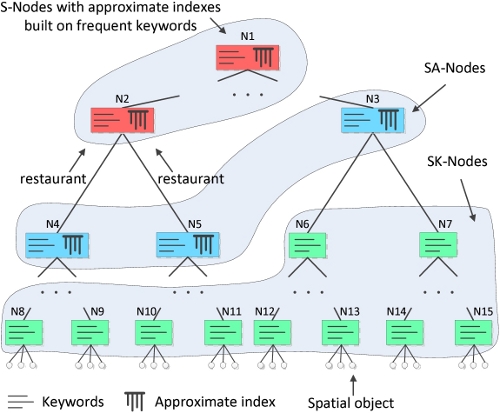 S-Nodes with approximate indexes
built on frequent keywords
N1
SA-Nodes
N2
N3
SK-Nodes
restaurant
restaurant
N4
N5
N6
N7
N8
N9
N10
N11
N12
N13
N14
N15
Keywords
Approximate index
Spatial object